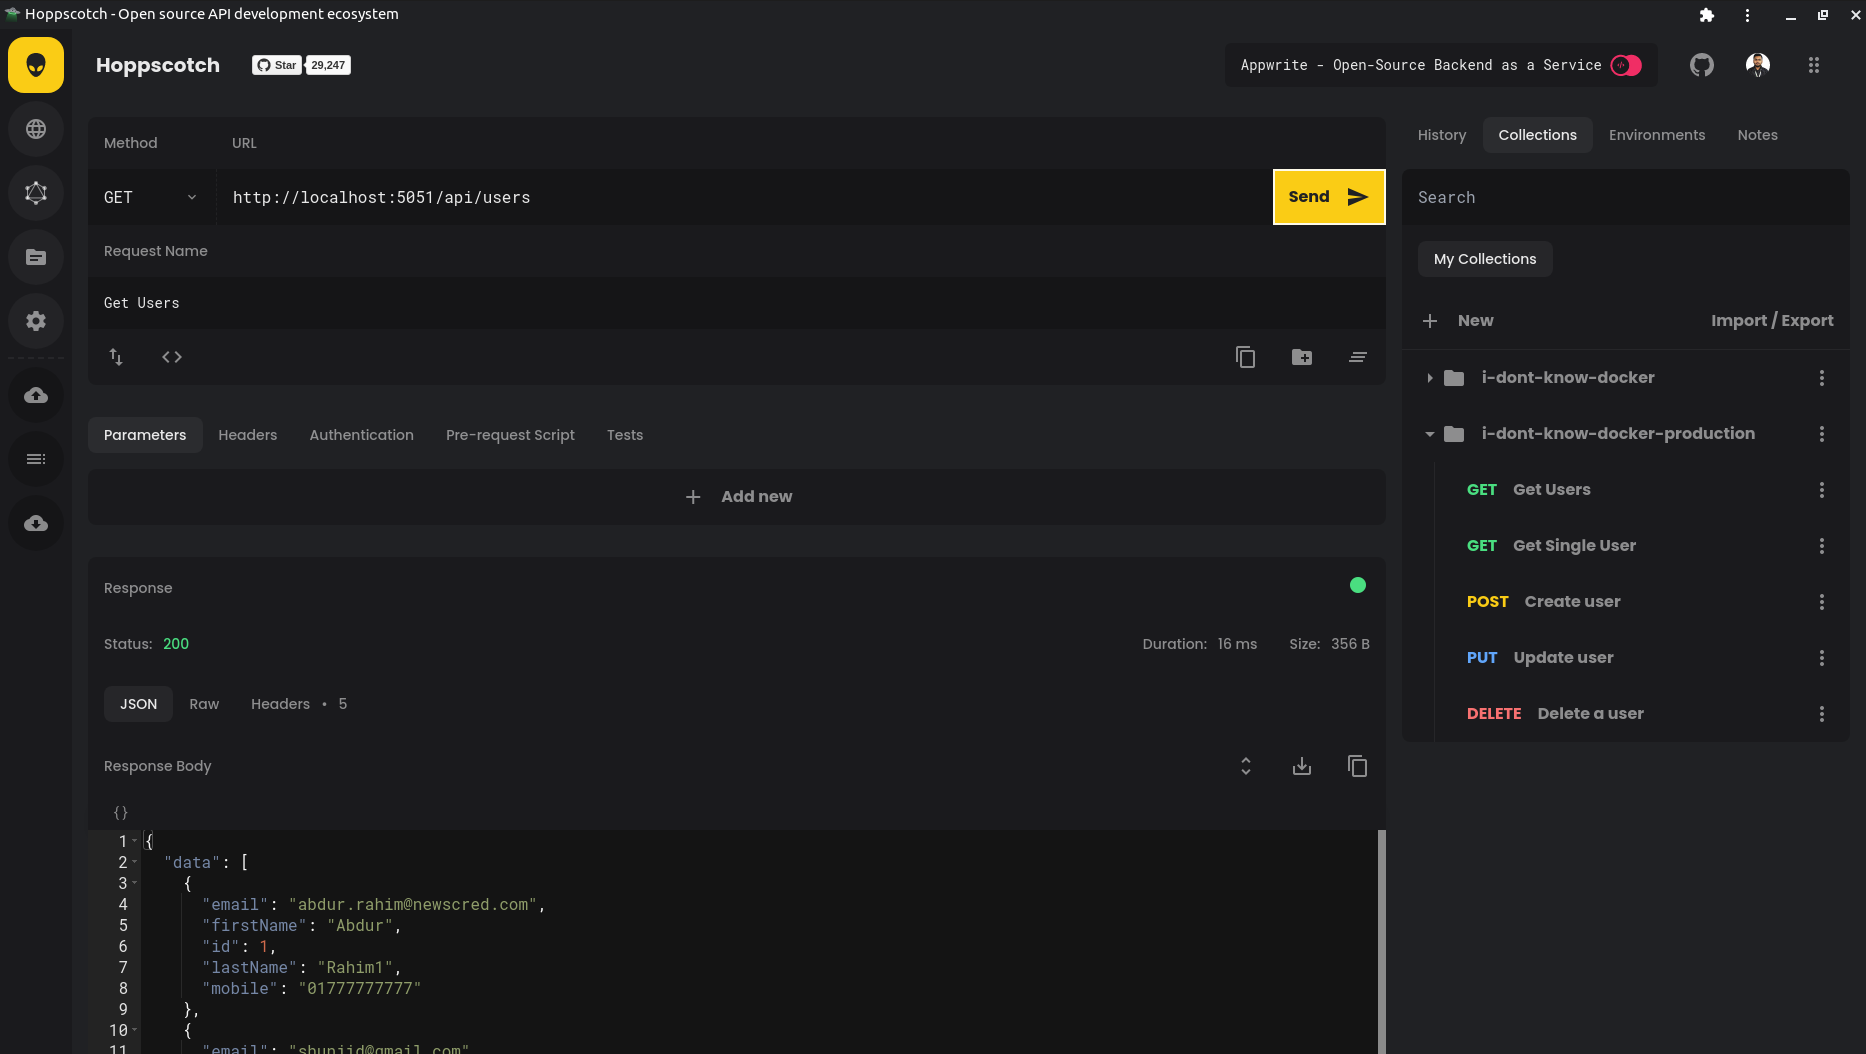 Hoppscotch - Open source API development ecosystem
Hoppscotch
Star 29,247
Appwrite - Open-Source Backend as a Service
Method URL
GET http://localhost:5051/api/users Send
Request Name
Get Users
Parameters Headers Authentication Pre-request Script Tests
Add new
Response
Status: 200 Duration: 16 ms Size: 356 B
JSON Raw Headers • 5
Response Body
{}
1 {
2 "data": [
3 {
4 "email": "abdur.rahim@newscred.com",
5 "firstName": "Abdur",
6 "id": 1,
7 "lastName": "Rahim1",
8 "mobile": "01777777777"
9 },
10 {
11 "email": "shunjid@gmail.com"
History Collections Environments Notes
Search
My Collections
New Import / Export
i-dont-know-docker
i-dont-know-docker-production
GET Get Users
GET Get Single User
POST Create user
PUT Update user
DELETE Delete a user